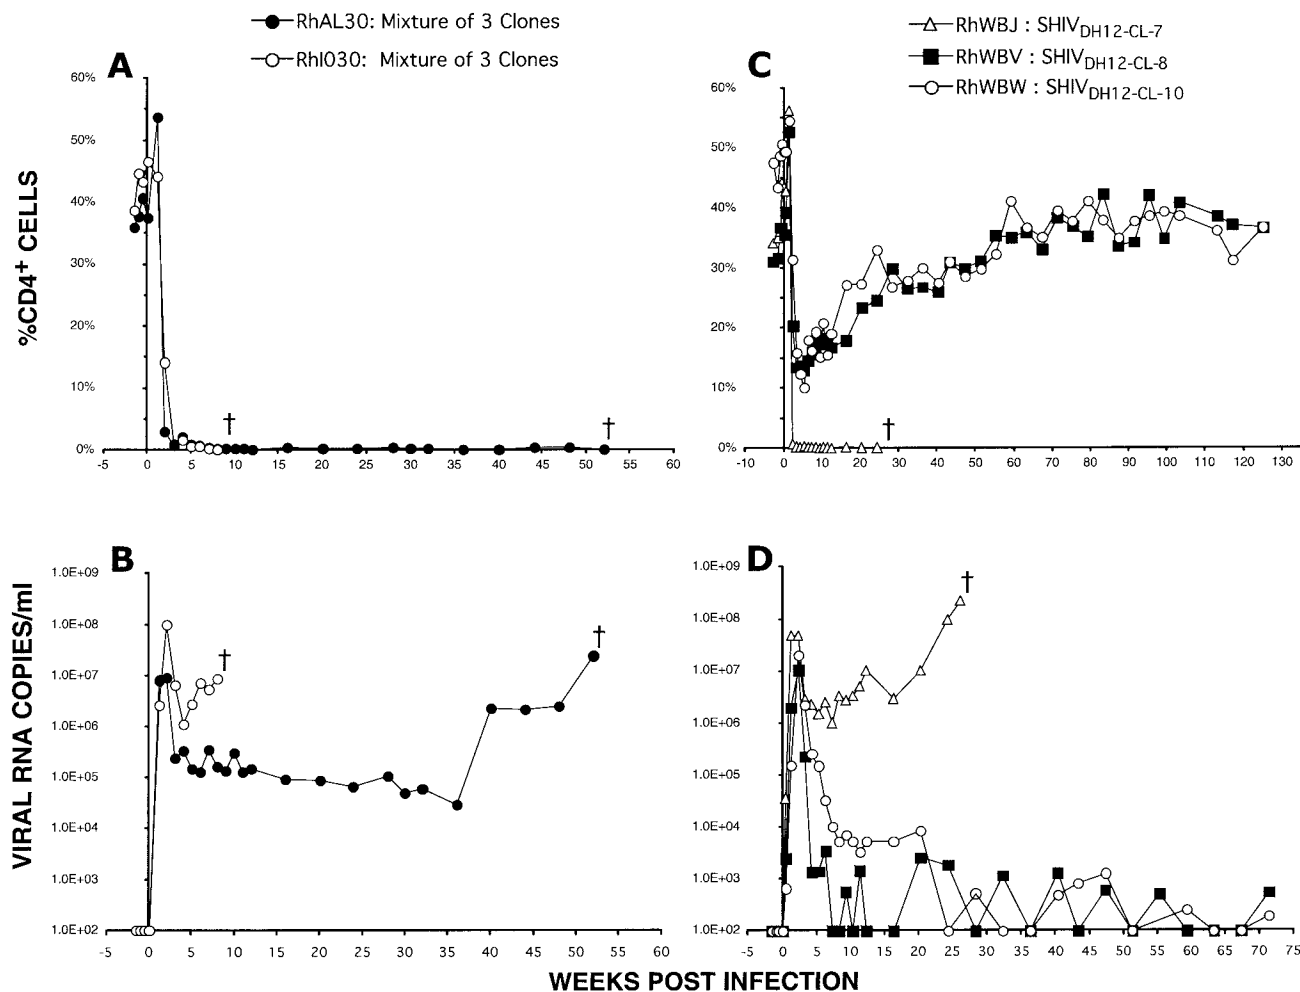 RhAL30: Mixture of 3 Clones
RhI030: Mixture of 3 Clones
RhWBJ : SHIV DH12-CL-7
RhWBV : SHIV DH12-CL-8
RhWBW : SHIV DH12-CL-10
A
60%
50%
40%
30%
20%
10%
0%
-5 0 5 10 15 20 25 30 35 40 45 50 55 60
%CD4+ CELLS
†
†
C
60%
50%
40%
30%
20%
10%
0%
-10 0 10 20 30 40 50 60 70 80 90 100 110 120 130
†
B
1.0E+09
1.0E+08
1.0E+07
1.0E+06
1.0E+05
1.0E+04
1.0E+03
1.0E+02
-5 0 5 10 15 20 25 30 35 40 45 50 55 60
VIRAL RNA COPIES/ml
†
†
D
1.0E+09
1.0E+08
1.0E+07
1.0E+06
1.0E+05
1.0E+04
1.0E+03
1.0E+02
-5 0 5 10 15 20 25 30 35 40 45 50 55 60 65 70 75
†
WEEKS POST INFECTION